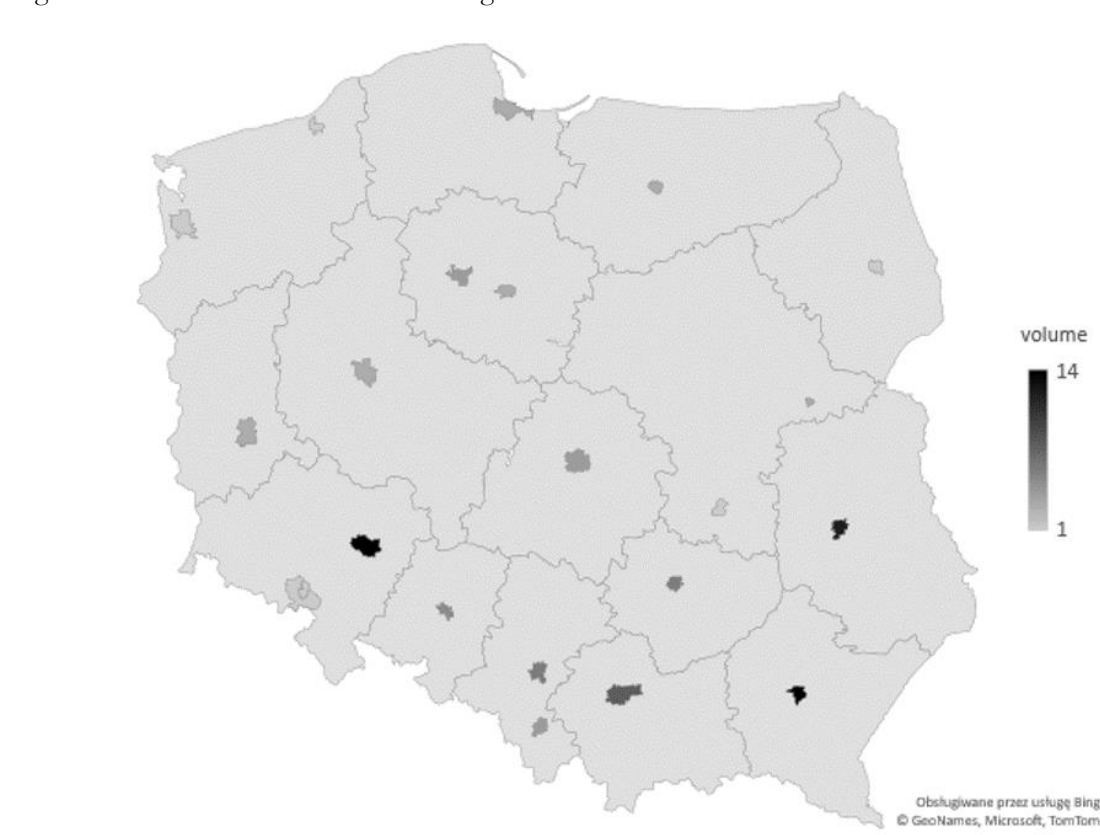 volume
14
1
Obsługiwane przez usługę Bing
© GeoNames, Microsoft, TomTom